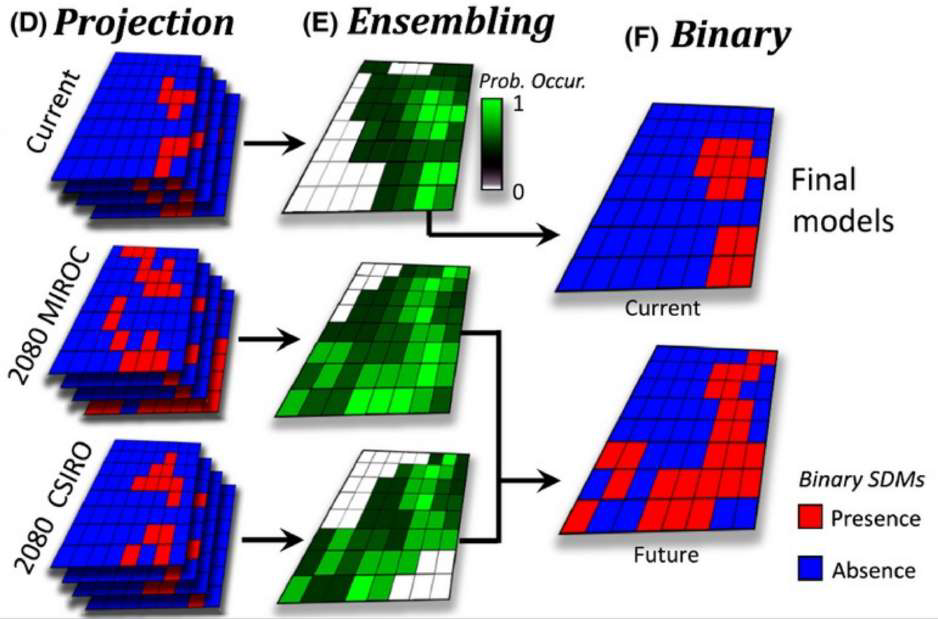 (D) Projection
(E) Ensembling
(F) Binary
Current
Prob. Occur.
1
0
Final
models
Current
2080 MIROC
2080 CSIRO
Future
Binary SDMs
Presence
Absence